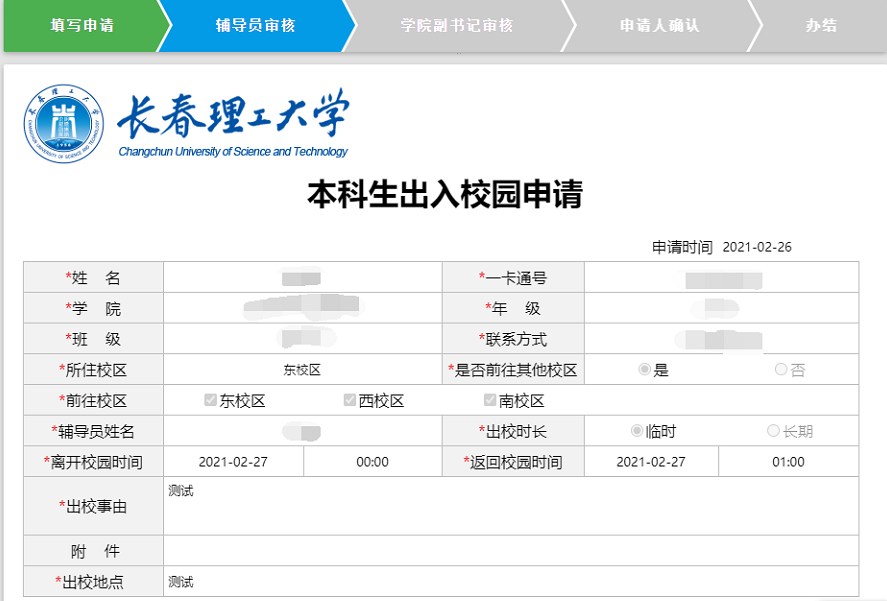 填写申请 辅导员审核 学院副书记审核 申请人确认 办结
长春理工大学
Changchun University of Science and Technology
本科生出入校园申请
申请时间 2021-02-26
*姓 名 *一卡通号
*学 院 *年 级
*班 级 *联系方式
*所住校区 东校区 *是否前往其他校区 是 否
*前往校区 东校区 西校区 南校区
*辅导员姓名 *出校时长 临时 长期
*离开校园时间 2021-02-27 00:00 *返回校园时间 2021-02-27 01:00
*出校事由 测试
附 件
*出校地点 测试